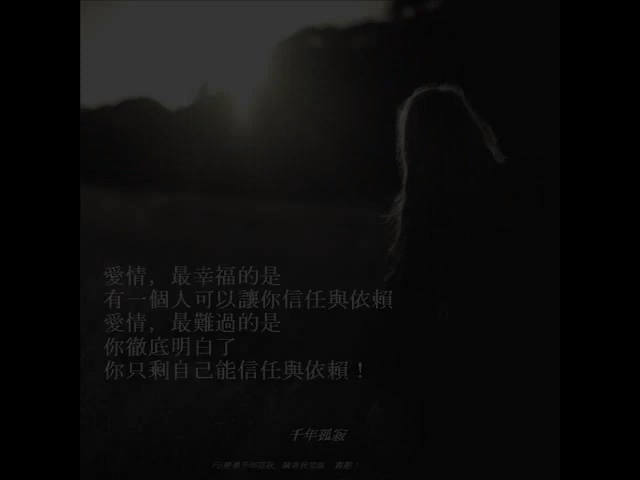 愛情，最幸福的是
有一個人可以讓你信任與依賴
愛情，最難過的是
你徹底明白了
你只剩自己能信任與依賴！
千年孤寂